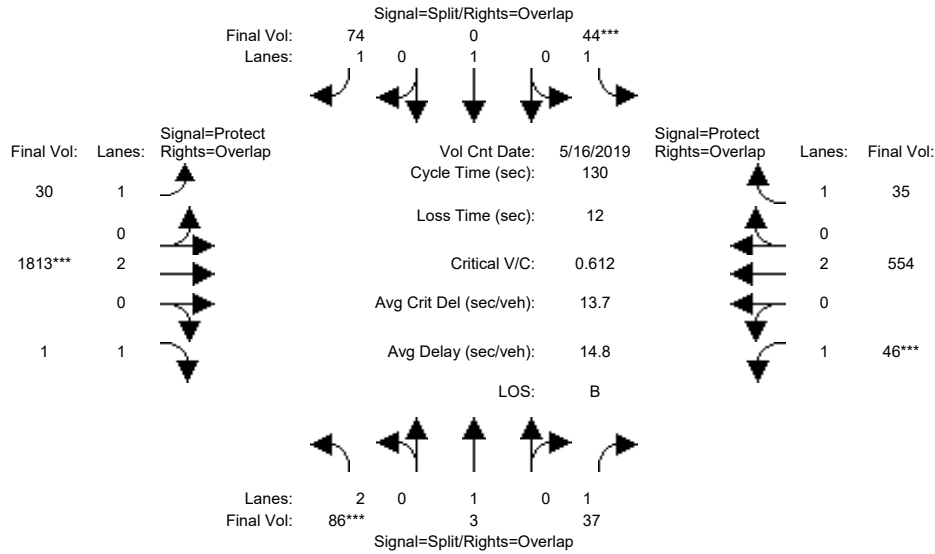 Signal=Split/Rights=Overlap
Final Vol: 74 0 44***
Lanes: 1 0 1 0 1
Signal=Protect
Final Vol: Lanes: Rights=Overlap
Vol Cnt Date: 5/16/2019
Signal=Protect
Rights=Overlap Lanes: Final Vol:
Cycle Time (sec): 130
30 1
1 35
Loss Time (sec): 12
0
0
1813*** 2
Critical V/C: 0.612
2 554
0
Avg Crit Del (sec/veh): 13.7
0
1 1
Avg Delay (sec/veh): 14.8
1 46***
LOS: B
Lanes: 2 0 1 0 1
Final Vol: 86*** 3 37
Signal=Split/Rights=Overlap